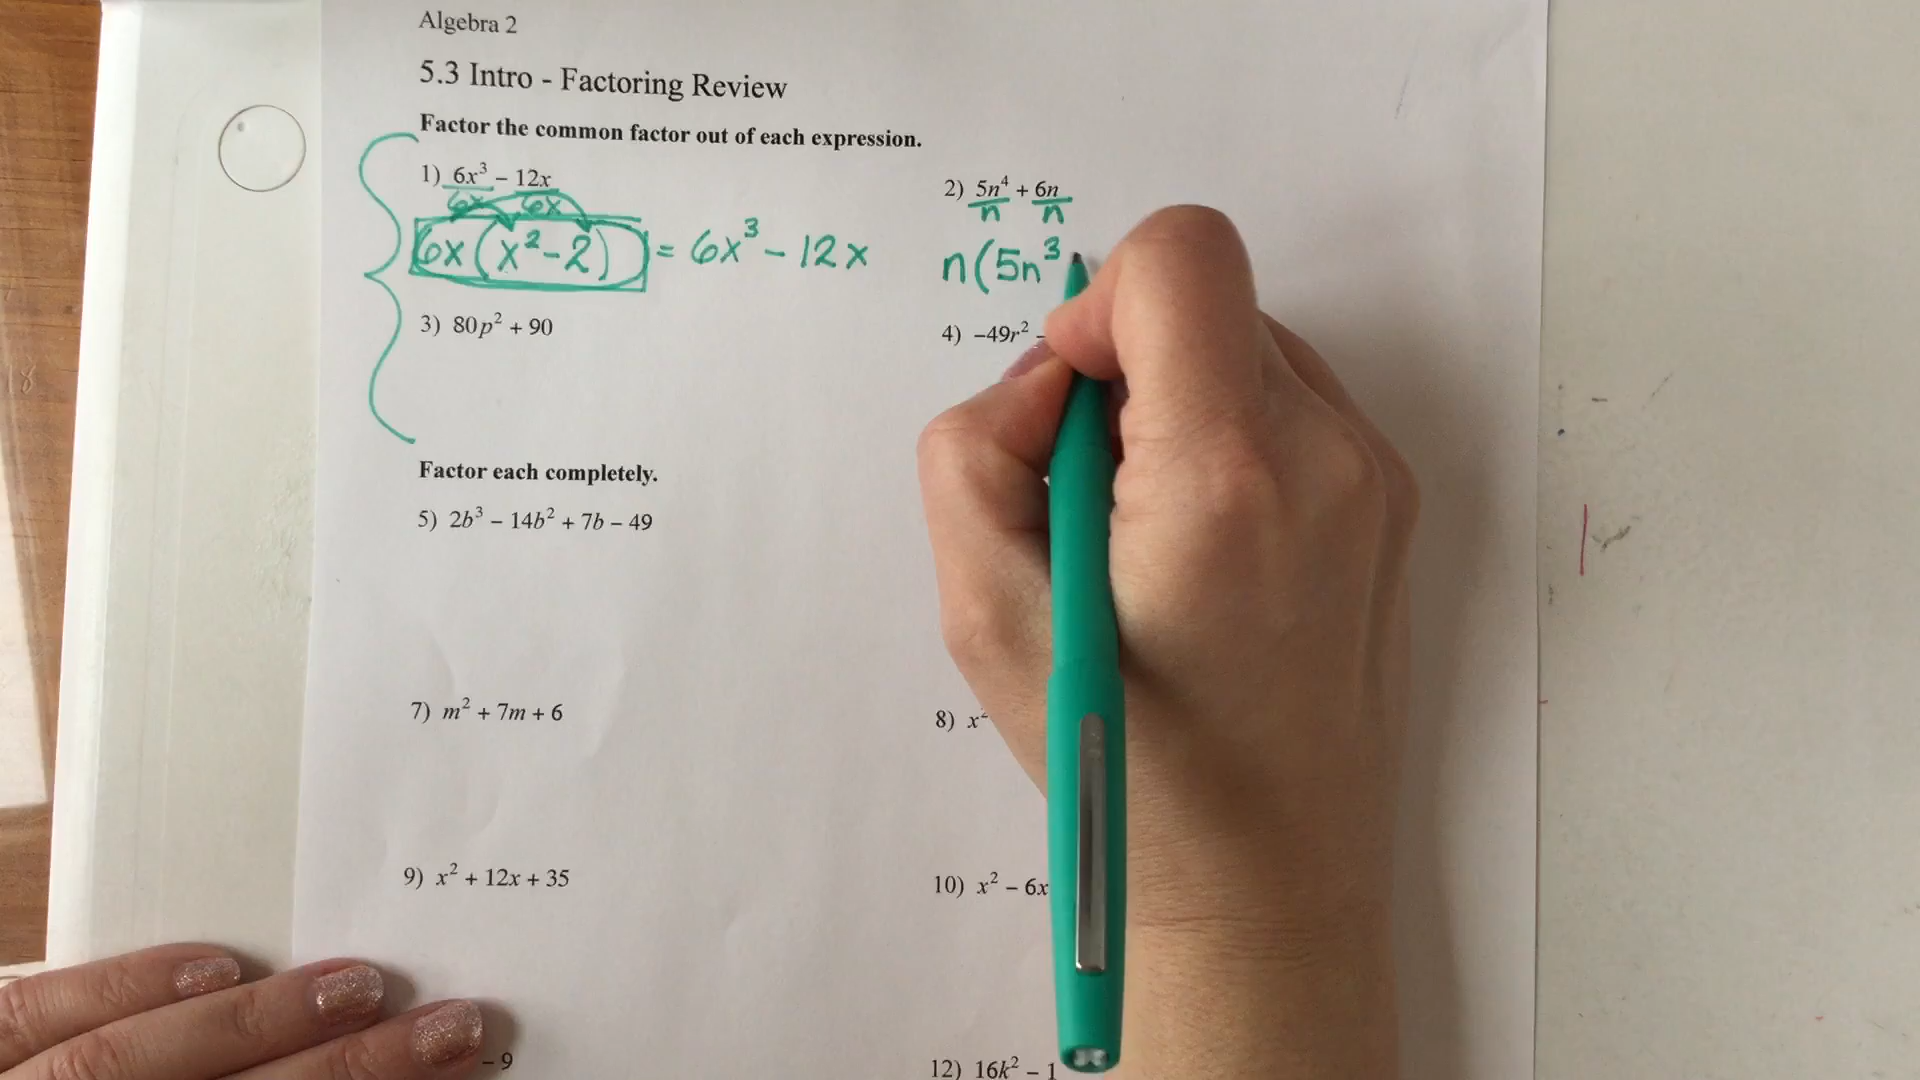 Algebra 2
5.3 Intro - Factoring Review
Factor the common factor out of each expression.
1) 6x³ – 12x
6x 6x
6x(x²-2) = 6x³ - 12x
2) 5n⁴ + 6n
n n
n(5n³
3) 80p² + 90
4) –49r² –
Factor each completely.
5) 2b³ – 14b² + 7b – 49
7) m² + 7m + 6
8) x²
9) x² + 12x + 35
10) x² – 6x
– 9
12) 16k² – 1